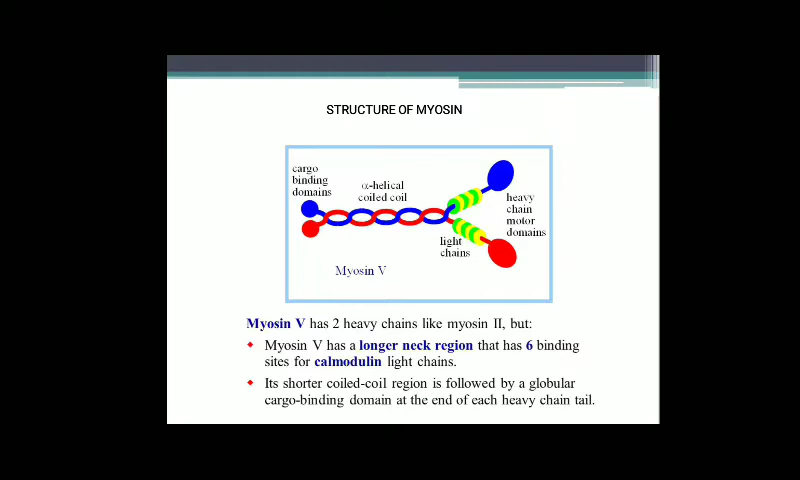 STRUCTURE OF MYOSIN
cargo
binding
domains
α-helical
coiled coil
heavy
chain
motor
domains
light
chains
Myosin V
Myosin V has 2 heavy chains like myosin II, but:
Myosin V has a longer neck region that has 6 binding
sites for calmodulin light chains.
Its shorter coiled-coil region is followed by a globular
cargo-binding domain at the end of each heavy chain tail.